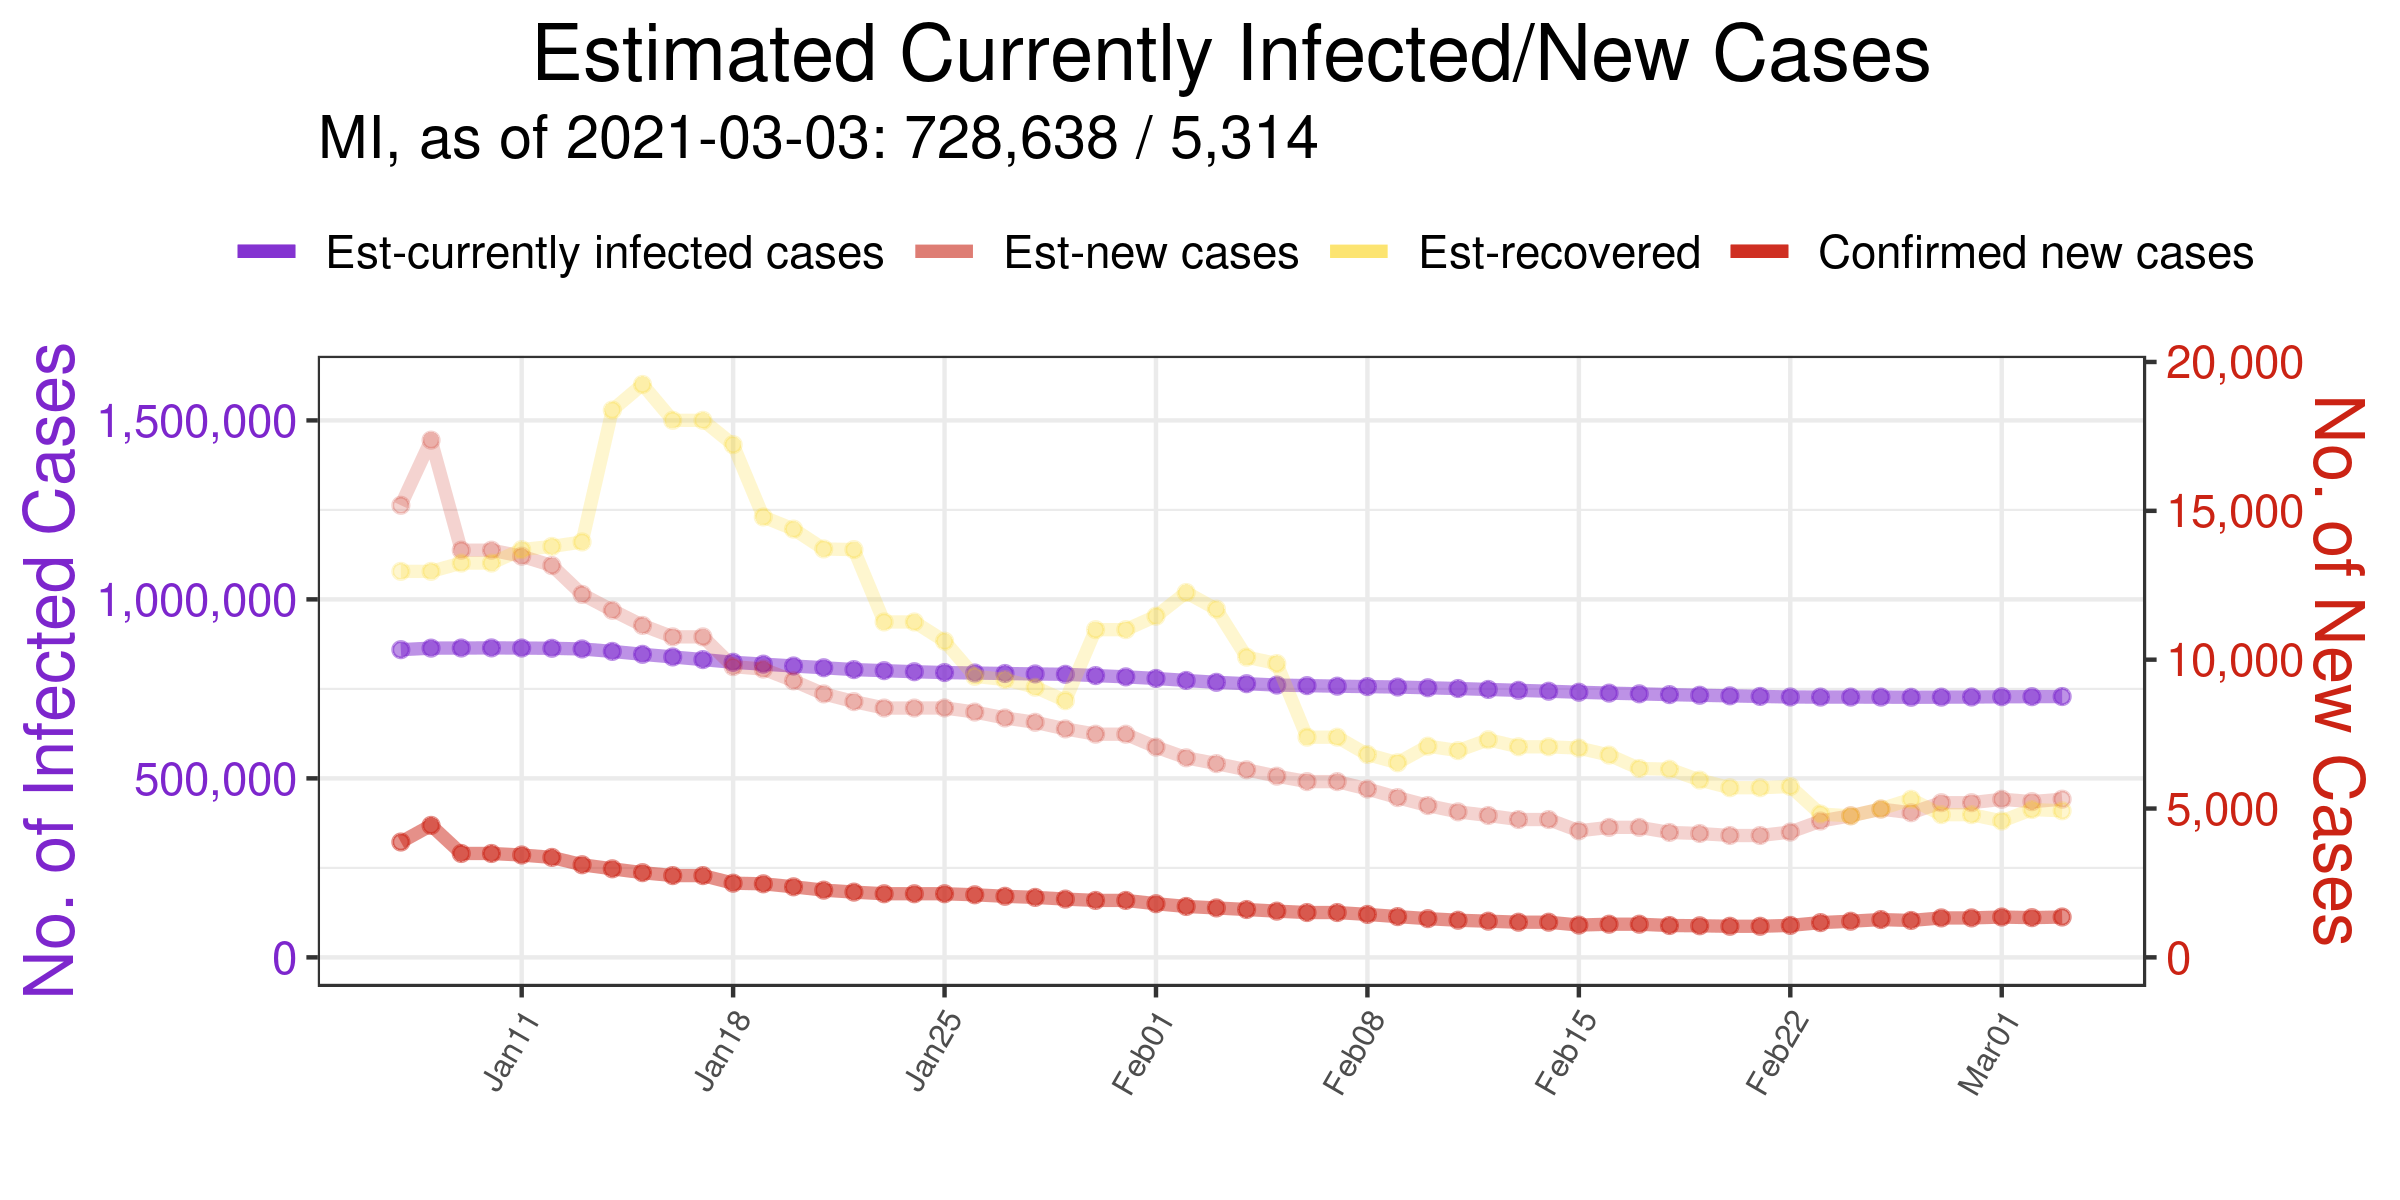 Estimated Currently Infected/New Cases
MI, as of 2021-03-03: 728,638 / 5,314
Est-currently infected cases Est-new cases Est-recovered Confirmed new cases
No. of Infected Cases
1,500,000
1,000,000
500,000
0
20,000
15,000
10,000
5,000
0
No. of New Cases
Jan11 Jan18 Jan25 Feb01 Feb08 Feb15 Feb22 Mar01